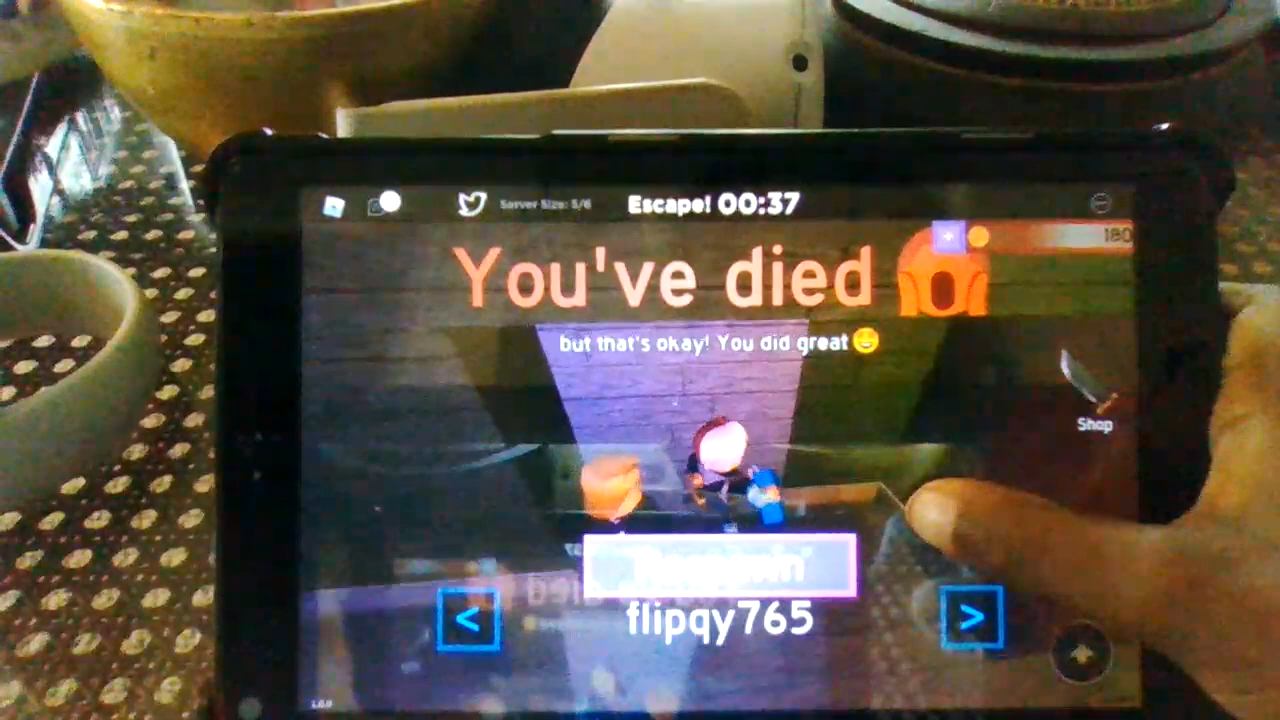 Server Size: 5/6
Escape! 00:37
180
You've died
but that's okay! You did great
Shop
<
flipqy765
>